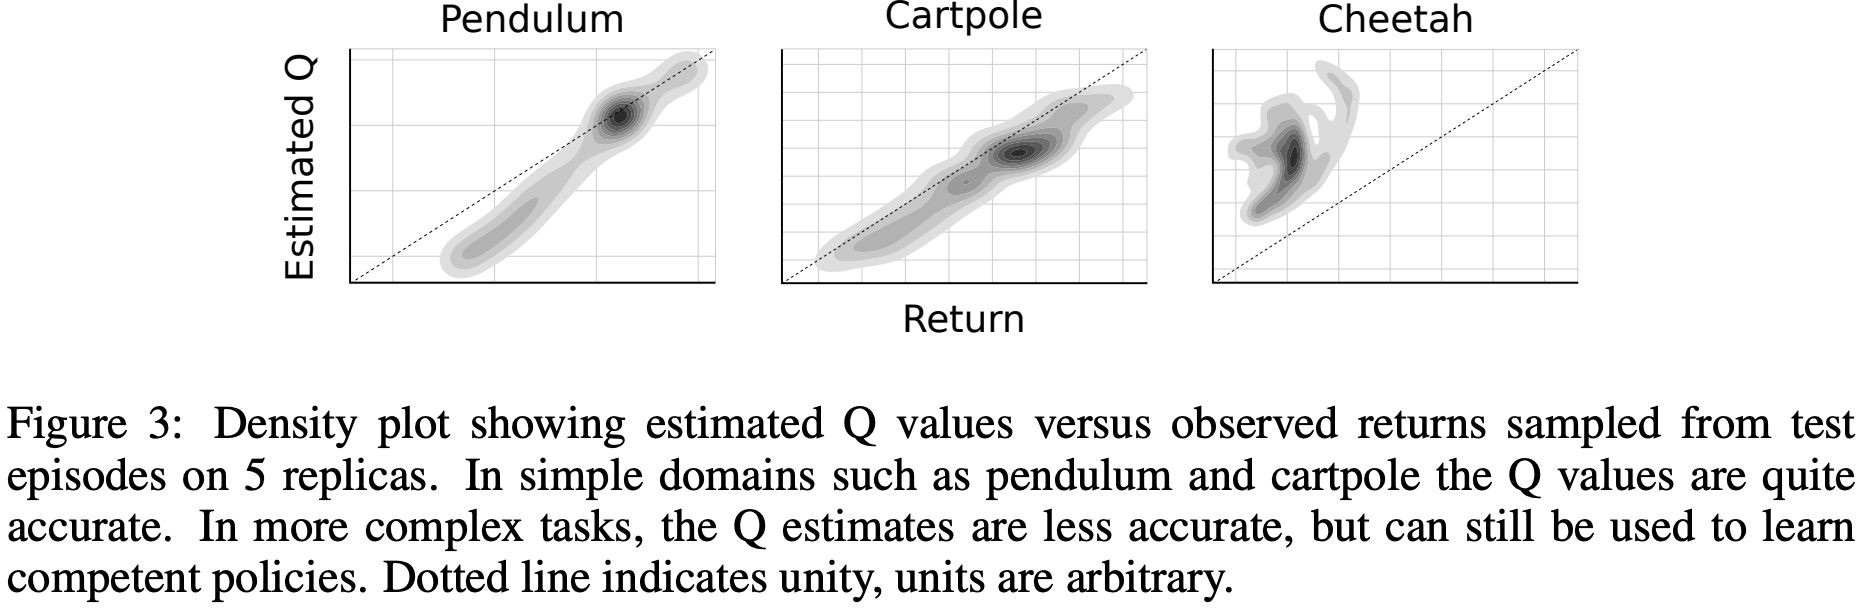 Pendulum
Cartpole
Cheetah
Estimated Q
Return
Figure 3: Density plot showing estimated Q values versus observed returns sampled from test
episodes on 5 replicas. In simple domains such as pendulum and cartpole the Q values are quite
accurate. In more complex tasks, the Q estimates are less accurate, but can still be used to learn
competent policies. Dotted line indicates unity, units are arbitrary.